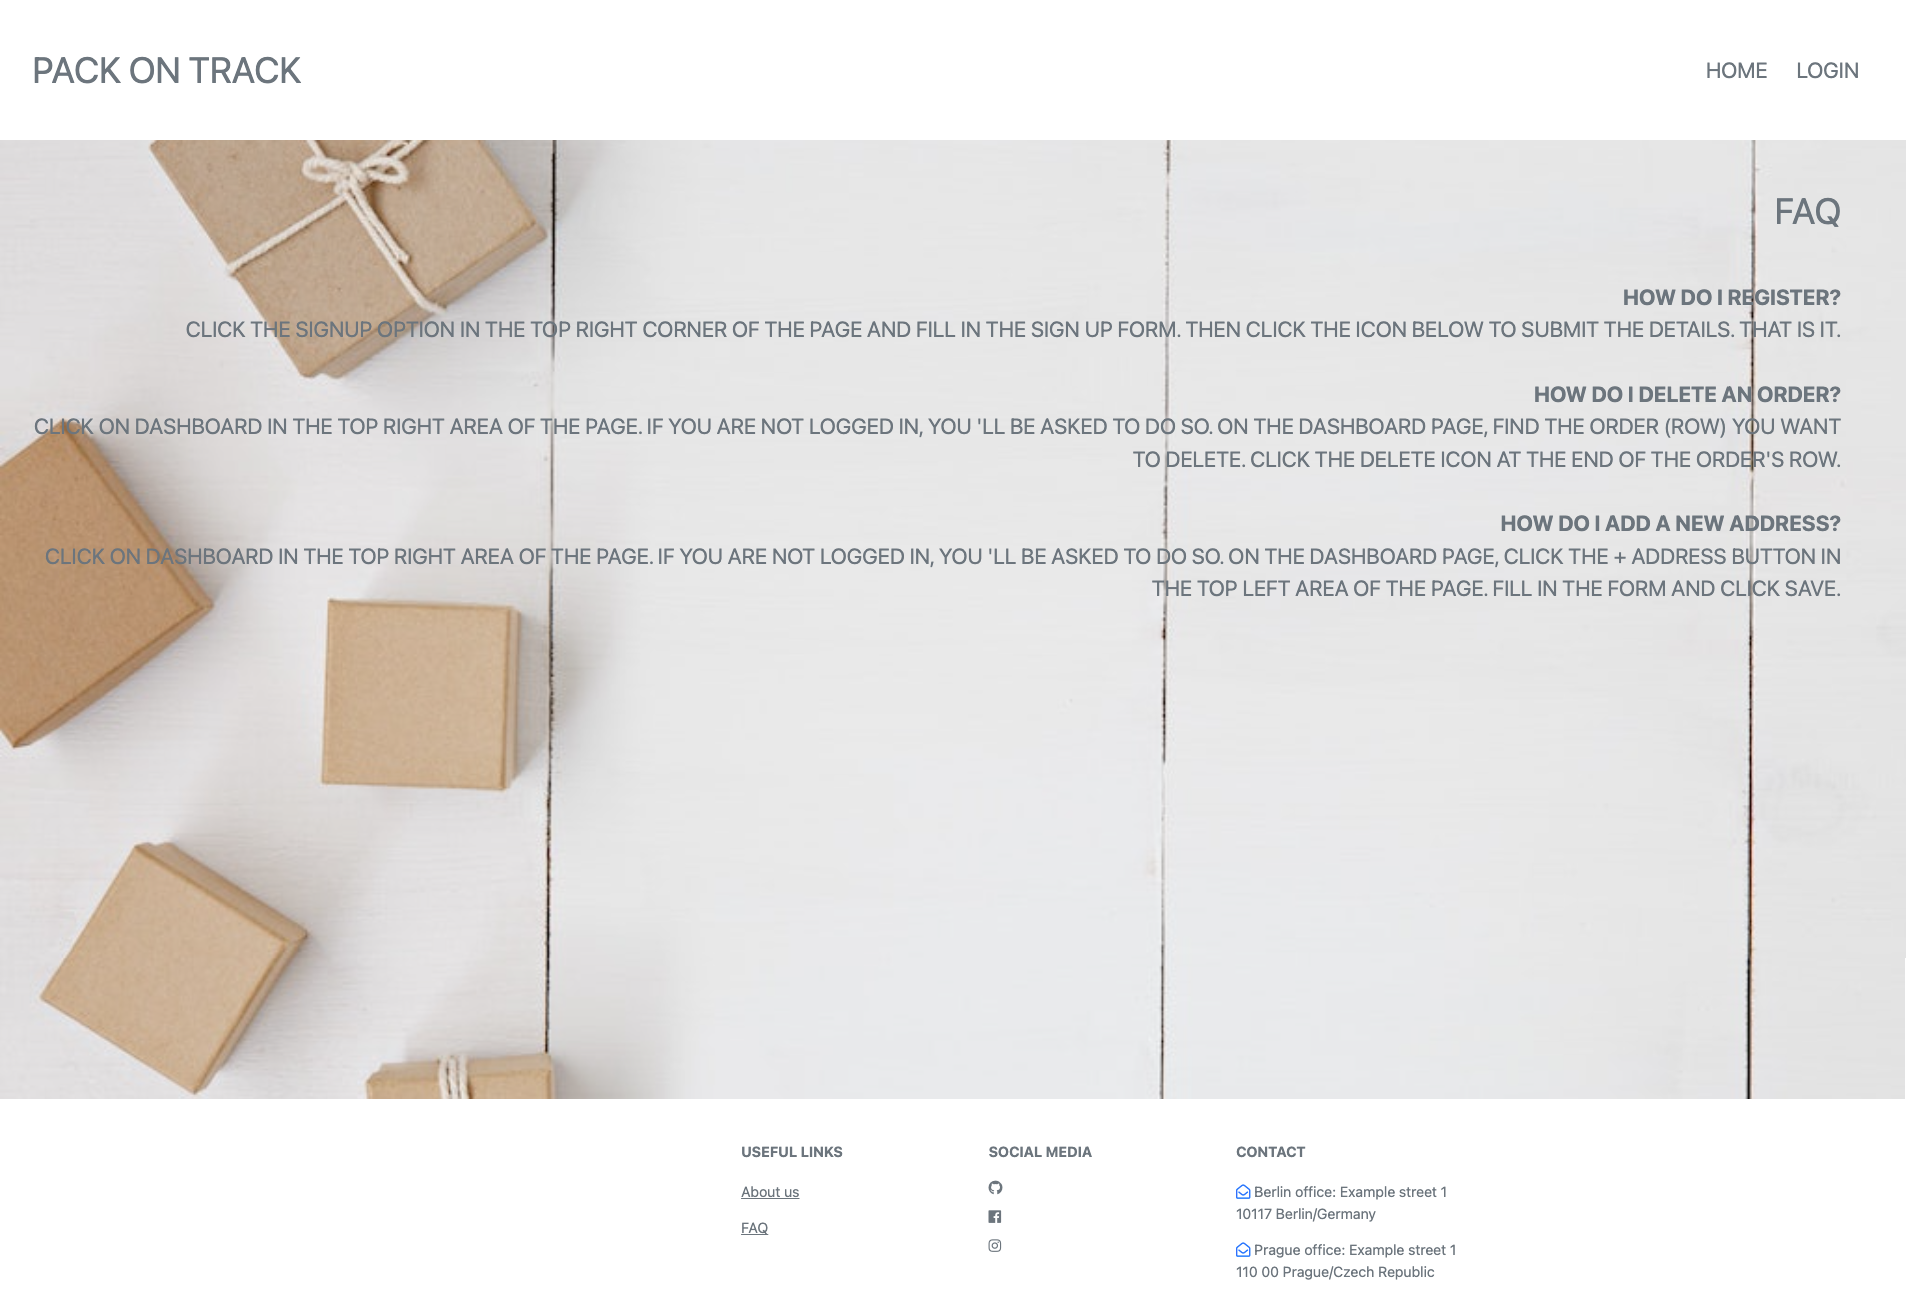 PACK ON TRACK
HOME LOGIN
FAQ
HOW DO I REGISTER?
CLICK THE SIGNUP OPTION IN THE TOP RIGHT CORNER OF THE PAGE AND FILL IN THE SIGN UP FORM. THEN CLICK THE ICON BELOW TO SUBMIT THE DETAILS. THAT IS IT.
HOW DO I DELETE AN ORDER?
CLICK ON DASHBOARD IN THE TOP RIGHT AREA OF THE PAGE. IF YOU ARE NOT LOGGED IN, YOU 'LL BE ASKED TO DO SO. ON THE DASHBOARD PAGE, FIND THE ORDER (ROW) YOU WANT
TO DELETE. CLICK THE DELETE ICON AT THE END OF THE ORDER'S ROW.
HOW DO I ADD A NEW ADDRESS?
CLICK ON DASHBOARD IN THE TOP RIGHT AREA OF THE PAGE. IF YOU ARE NOT LOGGED IN, YOU 'LL BE ASKED TO DO SO. ON THE DASHBOARD PAGE, CLICK THE + ADDRESS BUTTON IN
THE TOP LEFT AREA OF THE PAGE. FILL IN THE FORM AND CLICK SAVE.
USEFUL LINKS
About us
FAQ
SOCIAL MEDIA
CONTACT
Berlin office: Example street 1
10117 Berlin/Germany
Prague office: Example street 1
110 00 Prague/Czech Republic